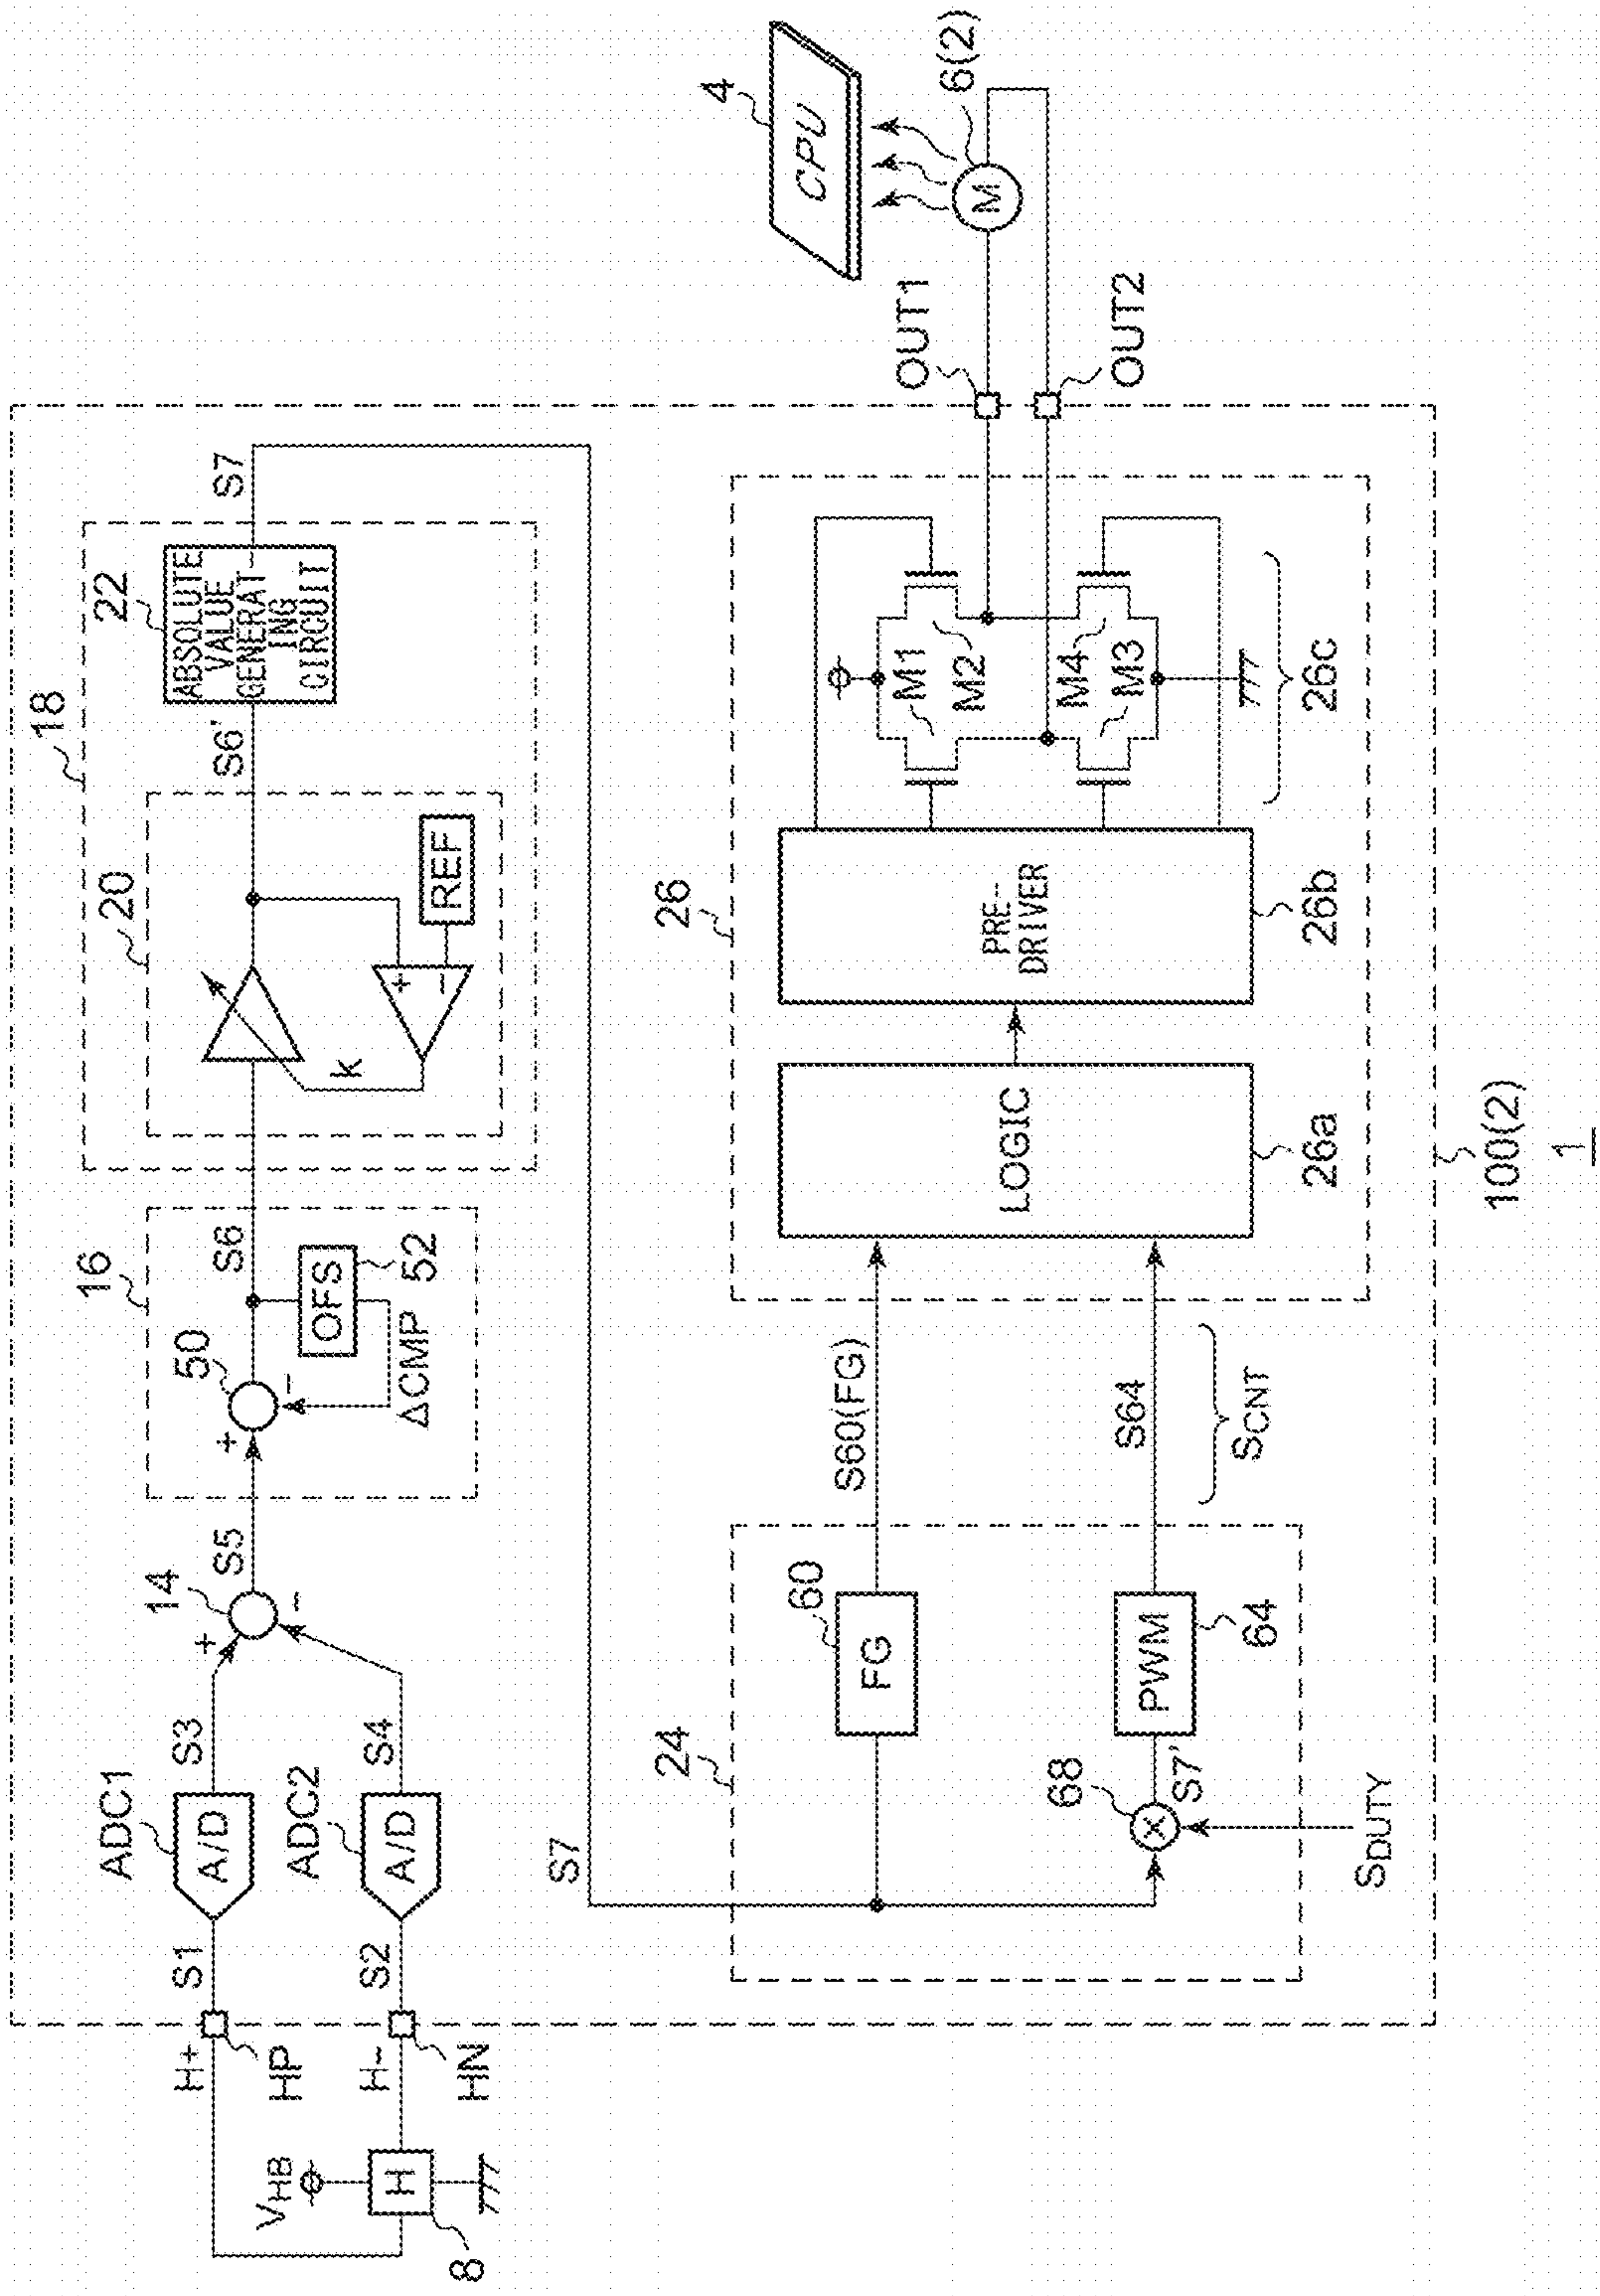 18
20
22
ABSOLUTE
VALUE
GENERAT-
ING
CIRCUIT
S7
S6'
REF
k
+
−
16
50
S6
OFS
52
ΔCMP
+
−
14
S5
+
−
ADC1
A/D
S3
ADC2
A/D
S4
S1
S2
H+
HP
H-
HN
VHB
H
8
S7
24
60
FG
S60(FG)
68
S7'
PWM
64
S64
SDUTY
SCNT
26
LOGIC
26a
PRE-
DRIVER
26b
M1
M2
M4
M3
26c
OUT1
OUT2
4
CPU
M
6(2)
100(2)
1